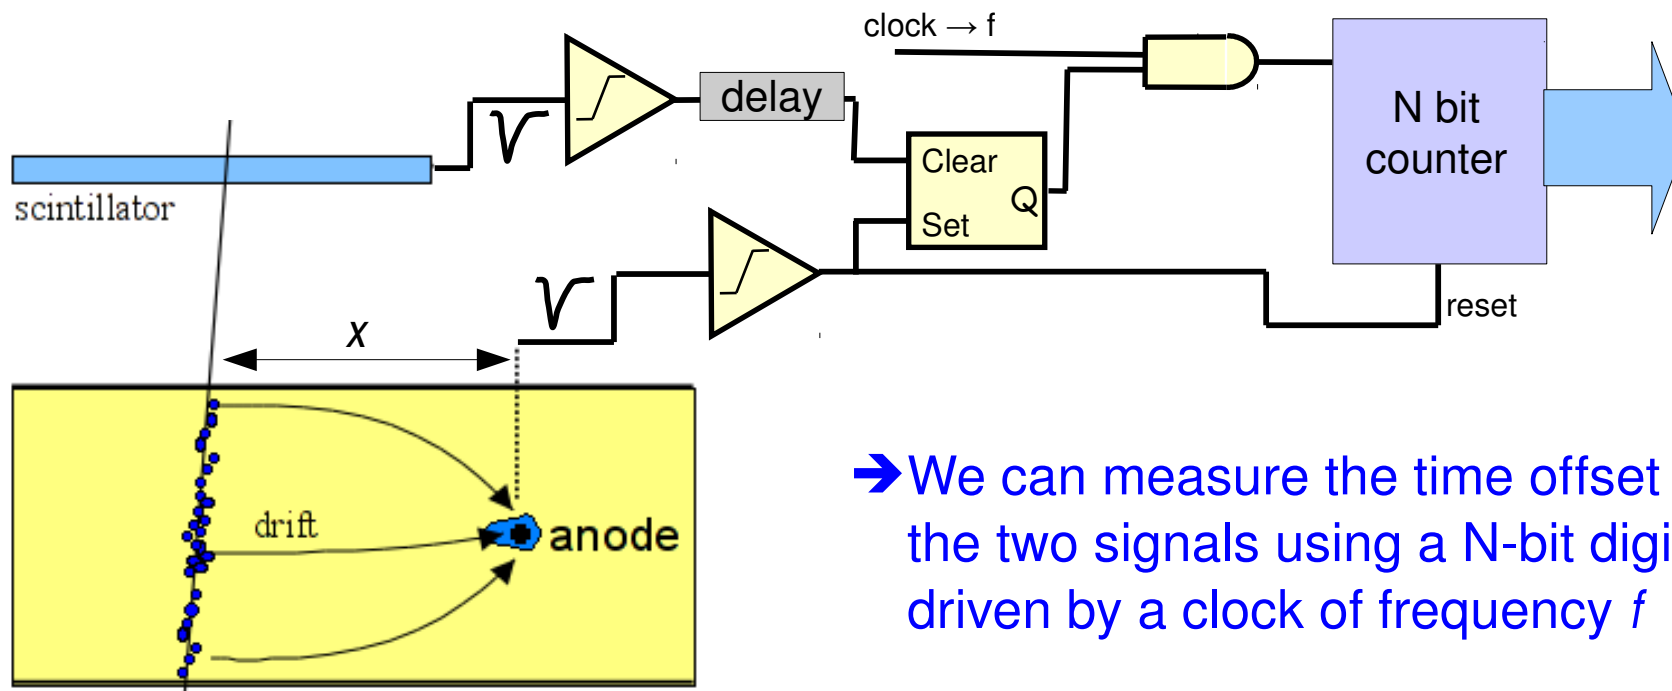 clock → f
delay
N bit
counter
Clear
Q
Set
scintillator
reset
x
drift
anode
➔ We can measure the time offset
the two signals using a N-bit digi
driven by a clock of frequency f